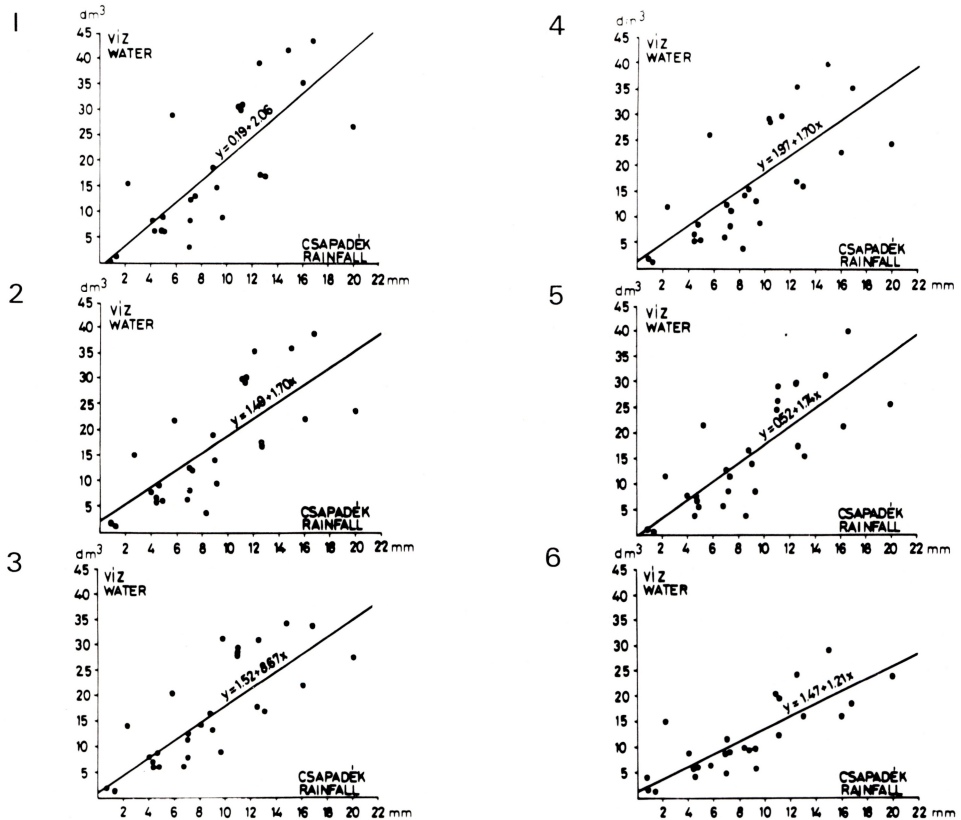 1
dm3
45
VÍZ
WATER
40
35
30
25
20
15
10
5
y = 0.19+2.06
CSAPADÉK
RAINFALL
2 4 6 8 10 12 14 16 18 20 22 mm
2
dm3
45
VÍZ
WATER
40
35
30
25
20
15
10
5
y = 1.49+1.70x
CSAPADÉK
RAINFALL
2 4 6 8 10 12 14 16 18 20 22 mm
3
dm3
45
VÍZ
WATER
40
35
30
25
20
15
10
5
CSAPADÉK
RAINFALL
2 4 6 8 10 12 14 16 18 20 22 mm
4
dm3
45
VÍZ
WATER
40
35
30
25
20
15
10
5
y = 1.97+1.70x
CSAPADÉK
RAINFALL
2 4 6 8 10 12 14 16 18 20 22 mm
5
dm3
45
VÍZ
WATER
40
35
30
25
20
15
10
5
y = 0.52+1.74x
CSAPADÉK
RAINFALL
2 4 6 8 10 12 14 16 18 20 22 mm
6
dm3
45
VÍZ
WATER
40
35
30
25
20
15
10
5
y = 1.47+1.21x
CSAPADÉK
RAINFALL
2 4 6 8 10 12 14 16 18 20 22 mm